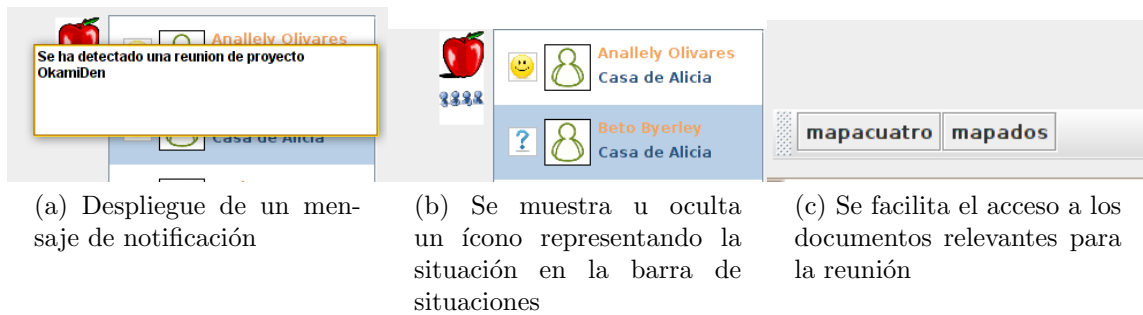 Anallely Olivares
Se ha detectado una reunion de proyecto
OkamiDen
Casa de Alicia
(a) Despliegue de un men-
saje de notificación
Anallely Olivares
Casa de Alicia
Beto Byerley
Casa de Alicia
(b) Se muestra u oculta
un ícono representando la
situación en la barra de
situaciones
mapacuatro mapados
(c) Se facilita el acceso a los
documentos relevantes para
la reunión